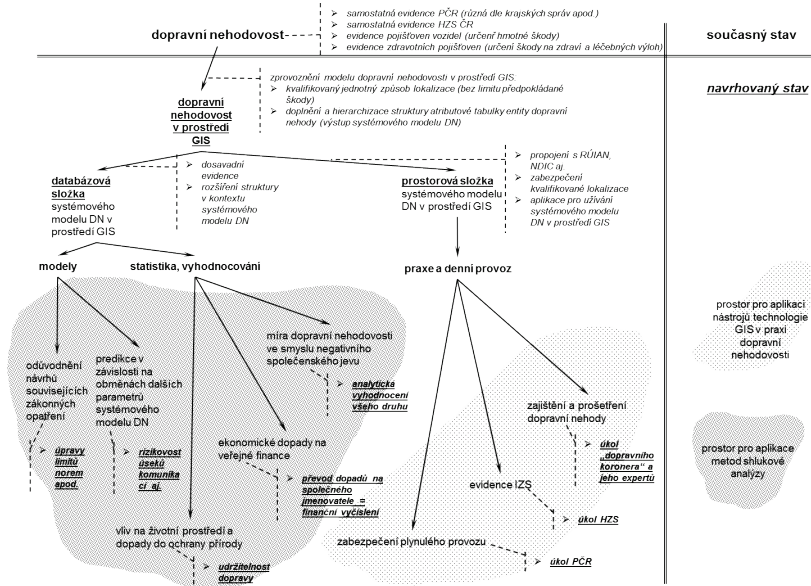 dopravní nehodovost
➢ samostatná evidence PČR (různá dle krajských správ apod.)
➢ samostatná evidence HZS ČR
➢ evidence pojišťoven vozidel (určení hmotné škody)
➢ evidence zdravotních pojišťoven (určení škody na zdraví a léčebných výloh)
současný stav
navrhovaný stav
zprovoznění modelu dopravní nehodovosti v prostředí GIS.
➢ kvalifikovaný jednotný způsob lokalizace (bez limitu předpokládané
škody)
➢ doplnění a hierarchizace struktury atributové tabulky entity dopravní
nehody (výstup systémového modelu DN)
dopravní
nehodovost
v prostředí
GIS
databázová
složka
systémového
modelu DN v
prostředí GIS
➢ dosavadní
evidence
➢ rozšíření struktury
v kontextu
systémového
modelu DN
prostorová složka
systémového modelu
DN v prostředí GIS
➢ propojení s RÚIAN,
NDIC aj.
➢ zabezpečení
kvalifikované lokalizace
➢ aplikace pro užívání
systémového modelu
DN v prostředí GIS
modely
statistika, vyhodnocování
praxe a denní provoz
odůvodnění
návrhů
souvisejících
zákonných
opatření
➢ úpravy
limitů
norem
apod.
predikce v
závislosti na
obměnách dalších
parametrů
systémového
modelu DN
➢ rizikovost
úseků
komunika
cí aj.
míra dopravní nehodovosti
ve smyslu negativního
společenského jevu
➢ analytická
vyhodnocení
všeho druhu
ekonomické dopady na
veřejné finance
➢ převod dopadů na
společného
jmenovatele =
finanční vyčíslení
vliv na životní prostředí a
dopady do ochrany přírody
➢ udržitelnost
dopravy
zajištění a prošetření
dopravní nehody
➢ úkol
„dopravního
koronera“ a
jeho expertů
evidence IZS
➢ úkol HZS
zabezpečení plynulého provozu
➢ úkol PČR
prostor pro aplikaci
nástrojů technologie
GIS v praxi
dopravní
nehodovosti
prostor pro aplikace
metod shlukové
analýzy